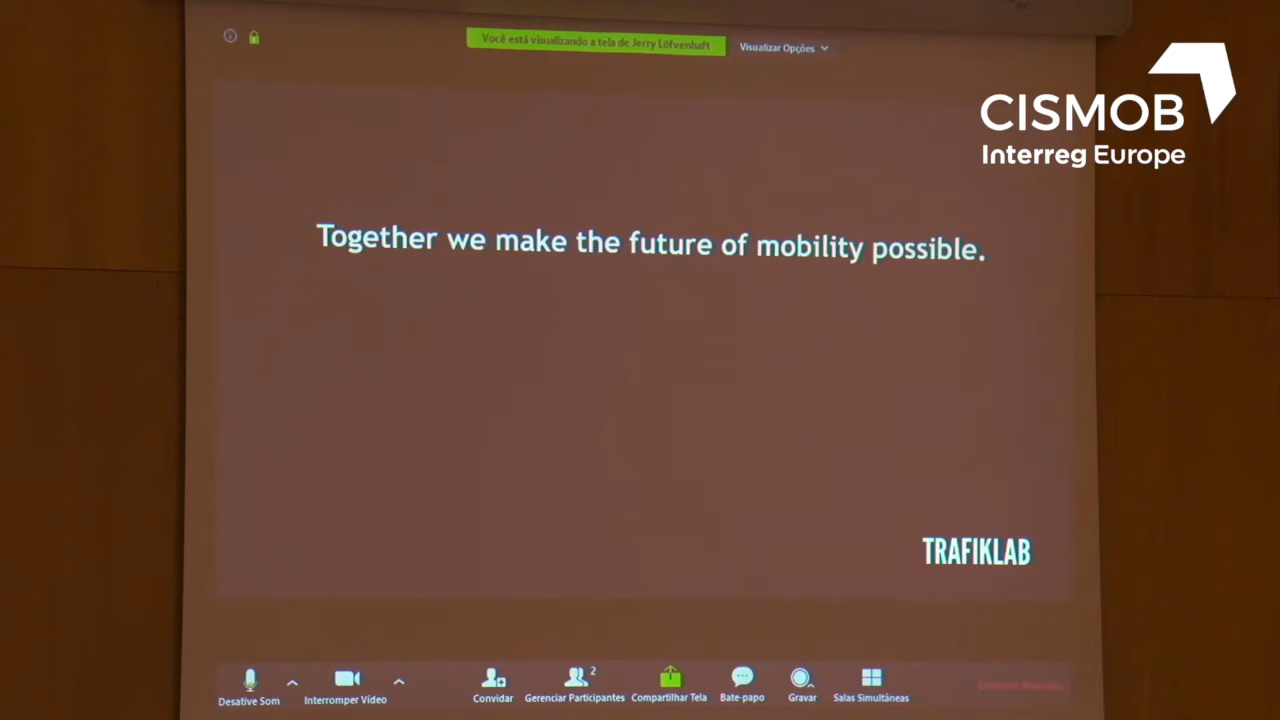 Você está visualizando a tela de Jerry Löfvenhaft
Visualizar Opções
CISMOB
Interreg Europe
Together we make the future of mobility possible.
TRAFIKLAB
2
Desative Som
Interromper Vídeo
Convidar
Gerenciar Participantes
Compartilhar Tela
Bate-papo
Gravar
Salas Simultâneas